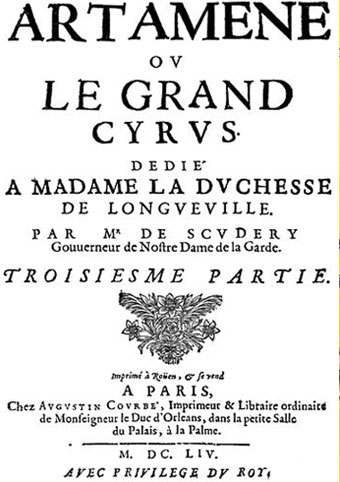 ARTAMENE
OV
LE GRAND
CYRVS.
DEDIE'
A MADAME LA DVCHESSE
DE LONGVEVILLE.
PAR MR DE SCVDERY
Gouuerneur de Nostre Dame de la Garde.
TROISIESME PARTIE.
Imprimé à Roüen, & se vend
A PARIS,
Chez AVGVSTIN COVRBE', Imprimeur & Libraire ordinaire
de Monseigneur le Duc d'Orleans, dans la petite Salle
du Palais, à la Palme.
M. DC. LIV.
AVEC PRIVILEGE DV ROY,